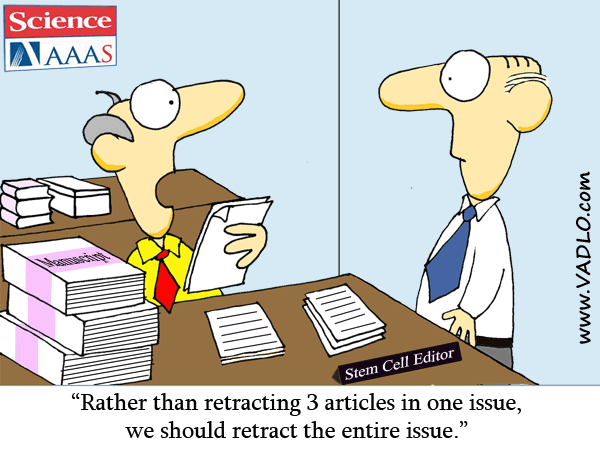 Science
AAAS
Manuscript
Stem Cell Editor
www.VADLO.com
“Rather than retracting 3 articles in one issue,
we should retract the entire issue.”